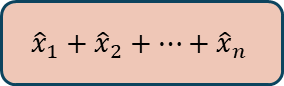 x̂₁ + x̂₂ + ⋯ + x̂ₙ